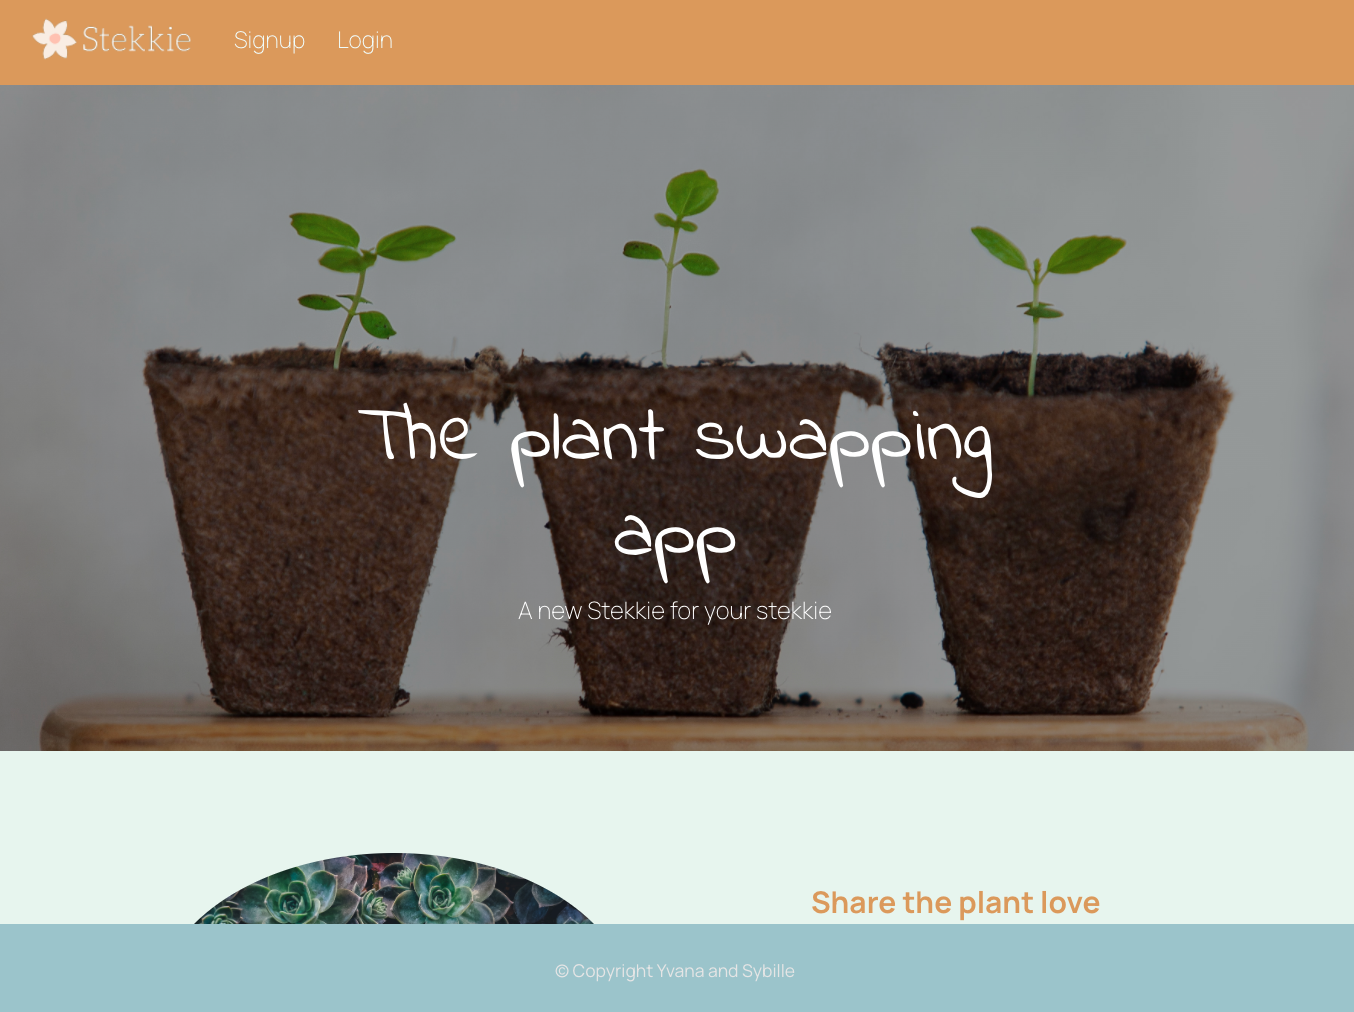 Stekkie Signup Login
The plant swapping
app
A new Stekkie for your stekkie
Share the plant love
© Copyright Yvana and Sybille